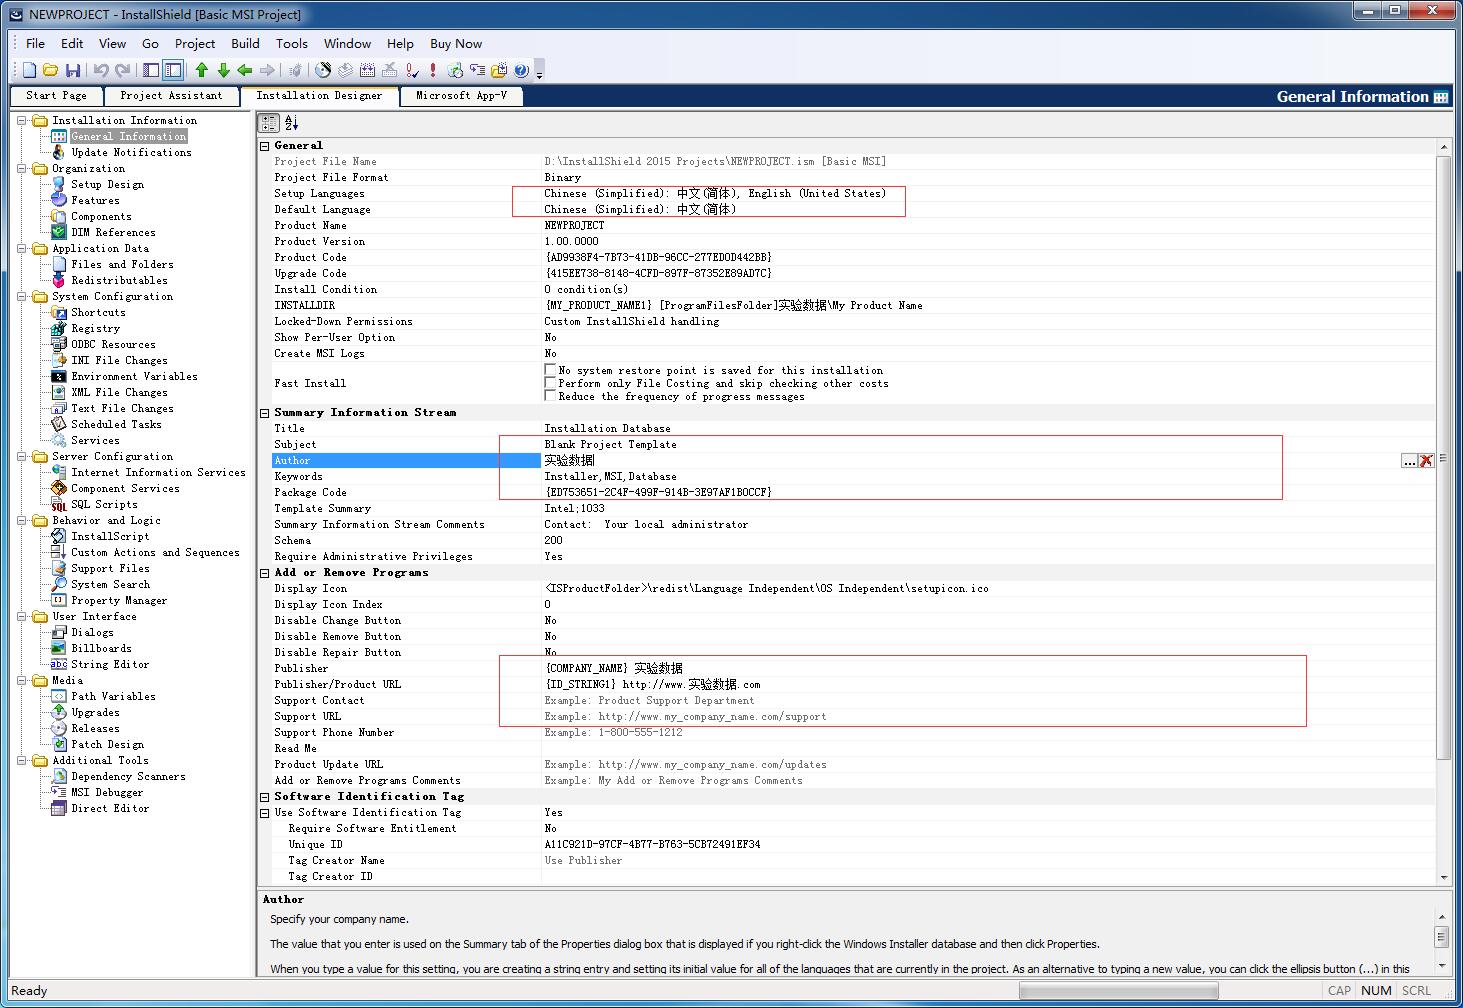 NEWPROJECT - InstallShield [Basic MSI Project]
File Edit View Go Project Build Tools Window Help Buy Now
Start Page Project Assistant Installation Designer Microsoft App-V General Information
Installation Information
General Information
Update Notifications
Organization
Setup Design
Features
Components
DIM References
Application Data
Files and Folders
Redistributables
System Configuration
Shortcuts
Registry
ODBC Resources
INI File Changes
Environment Variables
XML File Changes
Text File Changes
Scheduled Tasks
Services
Server Configuration
Internet Information Services
Component Services
SQL Scripts
Behavior and Logic
InstallScript
Custom Actions and Sequences
Support Files
System Search
Property Manager
User Interface
Dialogs
Billboards
String Editor
Media
Path Variables
Upgrades
Releases
Patch Design
Additional Tools
Dependency Scanners
MSI Debugger
Direct Editor
General
Project File Name D:\InstallShield 2015 Projects\NEWPROJECT.ism [Basic MSI]
Project File Format Binary
Setup Languages Chinese (Simplified): 中文(简体), English (United States)
Default Language Chinese (Simplified): 中文(简体)
Product Name NEWPROJECT
Product Version 1.00.0000
Product Code {AD9938F4-7B73-41DB-96CC-277ED0D442BB}
Upgrade Code {415EE738-8148-4CFD-897F-87352E89AD7C}
Install Condition 0 condition(s)
INSTALLDIR {MY_PRODUCT_NAME1} [ProgramFilesFolder]实验数据\My Product Name
Locked-Down Permissions Custom InstallShield handling
Show Per-User Option No
Create MSI Logs No
Fast Install
No system restore point is saved for this installation
Perform only File Costing and skip checking other costs
Reduce the frequency of progress messages
Summary Information Stream
Title Installation Database
Subject Blank Project Template
Author 实验数据 ...
Keywords Installer,MSI,Database
Package Code {ED753651-2C4F-499F-914B-3E97AF1B0CCF}
Template Summary Intel;1033
Summary Information Stream Comments Contact: Your local administrator
Schema 200
Require Administrative Privileges Yes
Add or Remove Programs
Display Icon <ISProductFolder>\redist\Language Independent\OS Independent\setupicon.ico
Display Icon Index 0
Disable Change Button No
Disable Remove Button No
Disable Repair Button No
Publisher {COMPANY_NAME} 实验数据
Publisher/Product URL {ID_STRING1} http://www.实验数据.com
Support Contact Example: Product Support Department
Support URL Example: http://www.my_company_name.com/support
Support Phone Number Example: 1-800-555-1212
Read Me
Product Update URL Example: http://www.my_company_name.com/updates
Add or Remove Programs Comments Example: My Add or Remove Programs Comments
Software Identification Tag
Use Software Identification Tag Yes
Require Software Entitlement No
Unique ID A11C921D-97CF-4B77-B763-5CB72491EF34
Tag Creator Name Use Publisher
Tag Creator ID
Author
Specify your company name.
The value that you enter is used on the Summary tab of the Properties dialog box that is displayed if you right-click the Windows Installer database and then click Properties.
When you type a value for this setting, you are creating a string entry and setting its initial value for all of the languages that are currently in the project. As an alternative to typing a new value, you can click the ellipsis button (...) in this
Ready CAP NUM SCRL